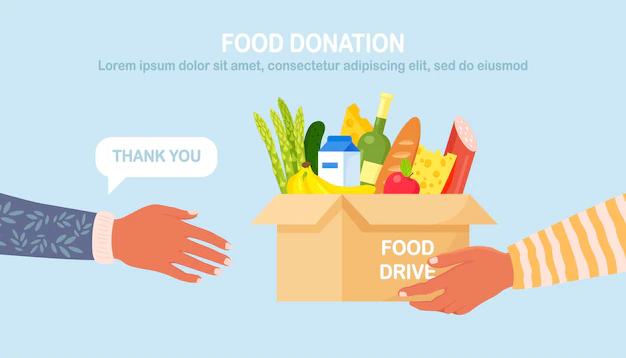 FOOD DONATION
Lorem ipsum dolor sit amet, consectetur adipiscing elit, sed do eiusmod
THANK YOU
FOOD
DRIVE